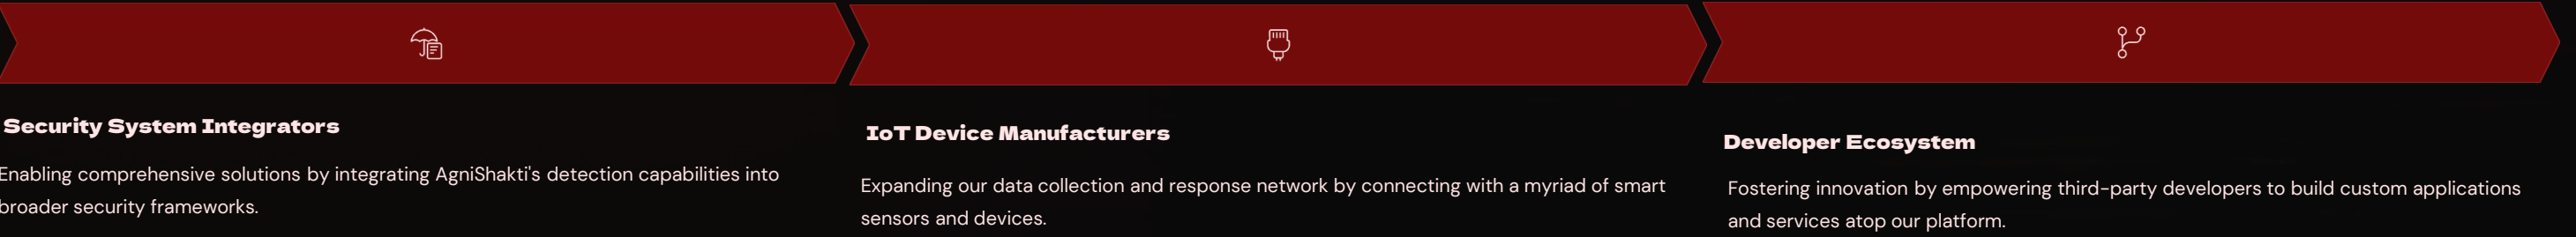 Security System Integrators
Enabling comprehensive solutions by integrating AgniShakti's detection capabilities into
broader security frameworks.
IoT Device Manufacturers
Expanding our data collection and response network by connecting with a myriad of smart
sensors and devices.
Developer Ecosystem
Fostering innovation by empowering third-party developers to build custom applications
and services atop our platform.